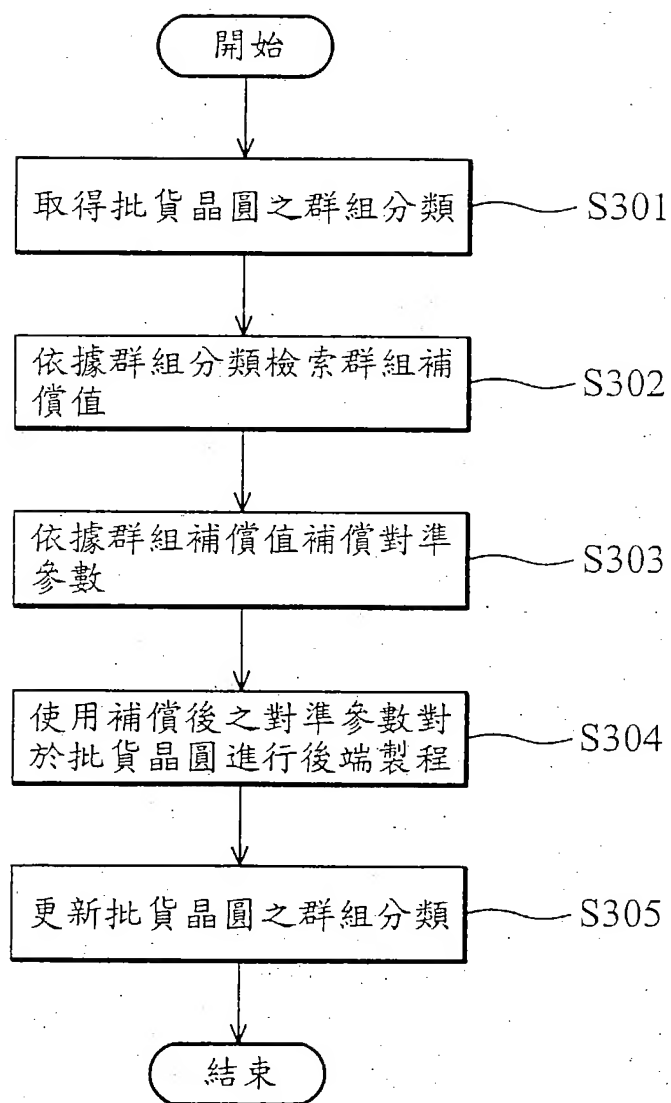 開始
取得批貨晶圓之群組分類
S301
依據群組分類檢索群組補
償值
S302
依據群組補償值補償對準
參數
S303
使用補償後之對準參數對
於批貨晶圓進行後端製程
S304
更新批貨晶圓之群組分類
S305
結束